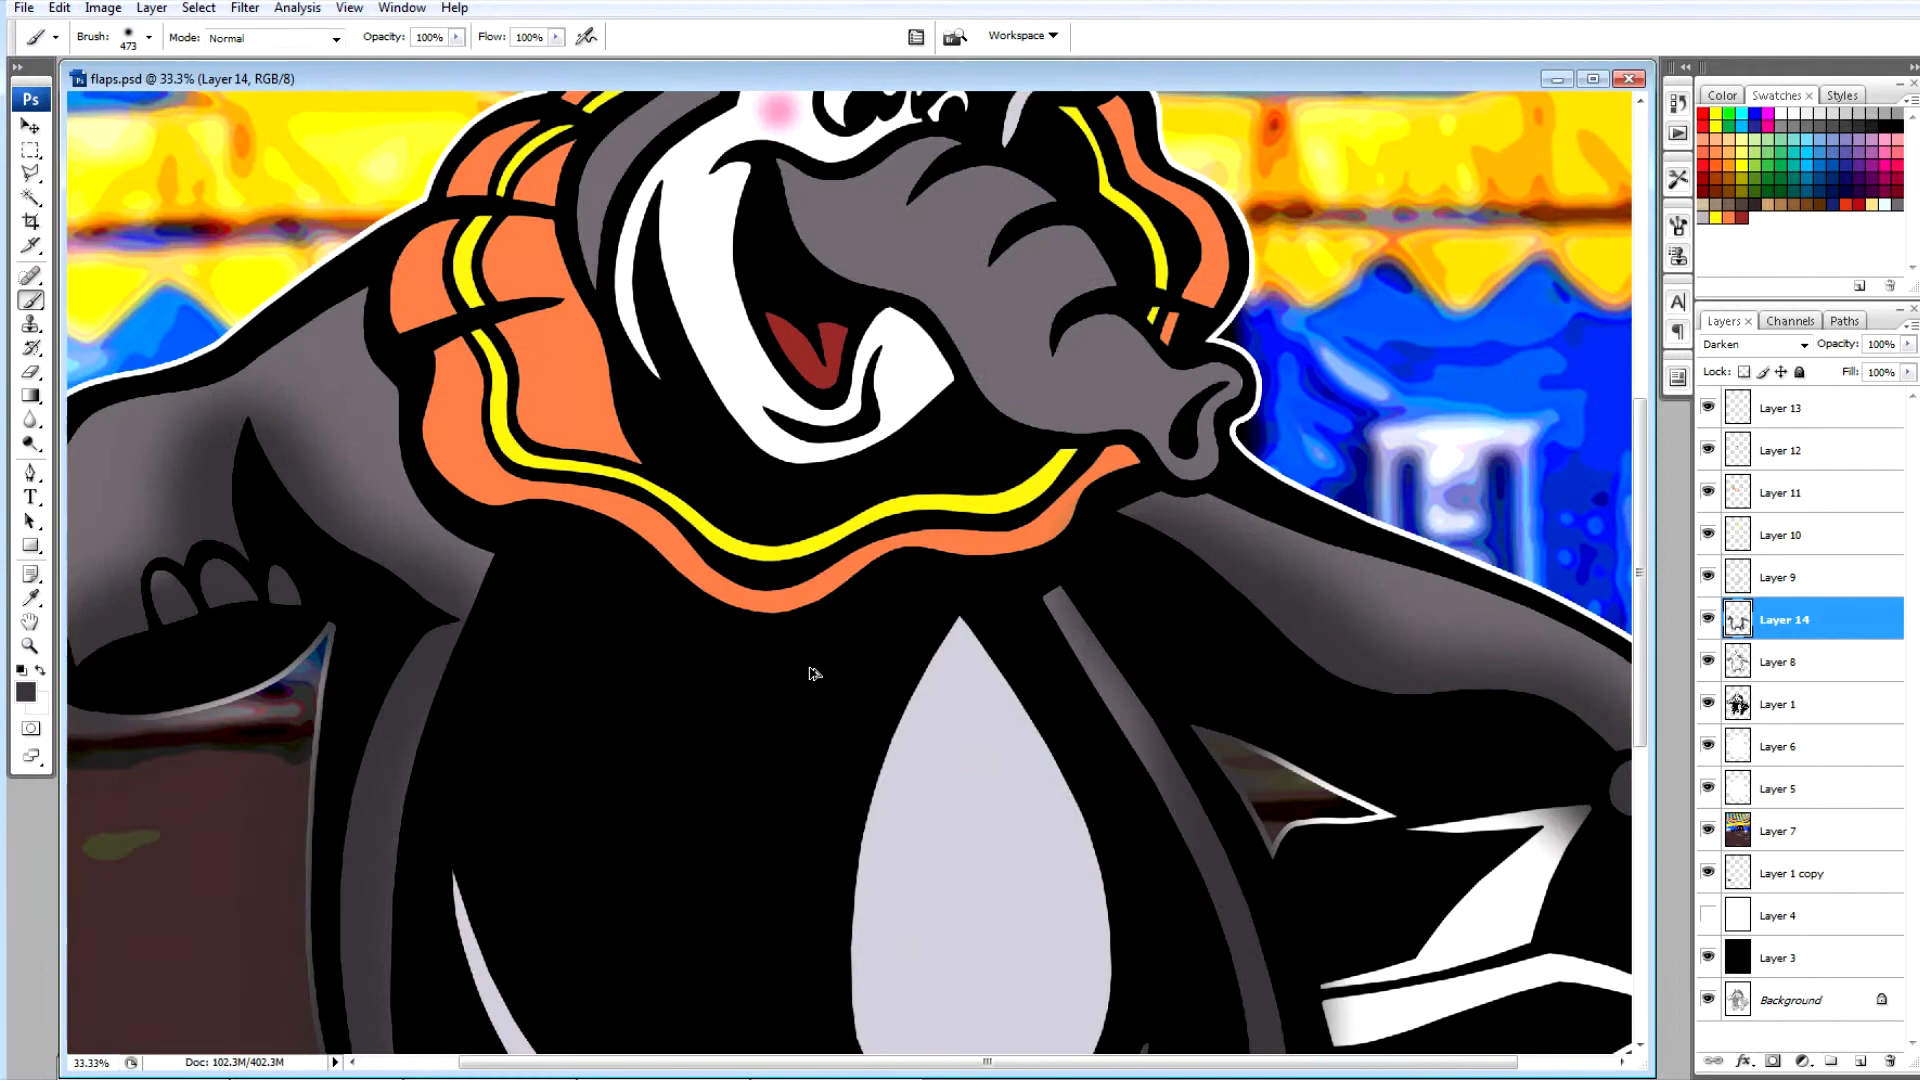 File Edit Image Layer Select Filter Analysis View Window Help
Brush: 473 Mode: Normal Opacity: 100% Flow: 100% Workspace
Ps flaps.psd @ 33.3% (Layer 14, RGB/8)
Color Swatches Styles
Layers Channels Paths
Darken Opacity: 100%
Lock: Fill: 100%
Layer 13
Layer 12
Layer 11
Layer 10
Layer 9
Layer 14
Layer 8
Layer 1
Layer 6
Layer 5
Layer 7
Layer 1 copy
Layer 4
Layer 3
Background
33.33% Doc: 102.3M/402.3M